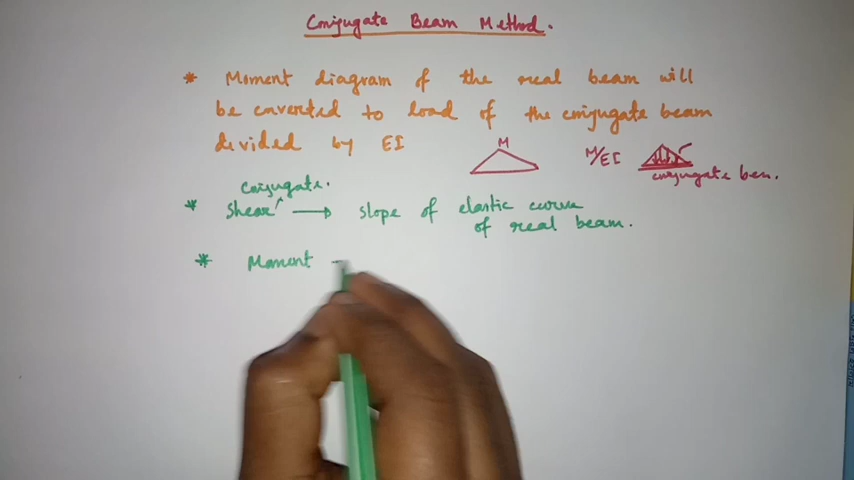 Conjugate Beam Method.
* Moment diagram of the real beam will
be converted to load of the conjugate beam
divided by EI
M
M/EI
conjugate bem.
conjugate.
* Shear → slope of elastic curve
of real beam.
* Moment